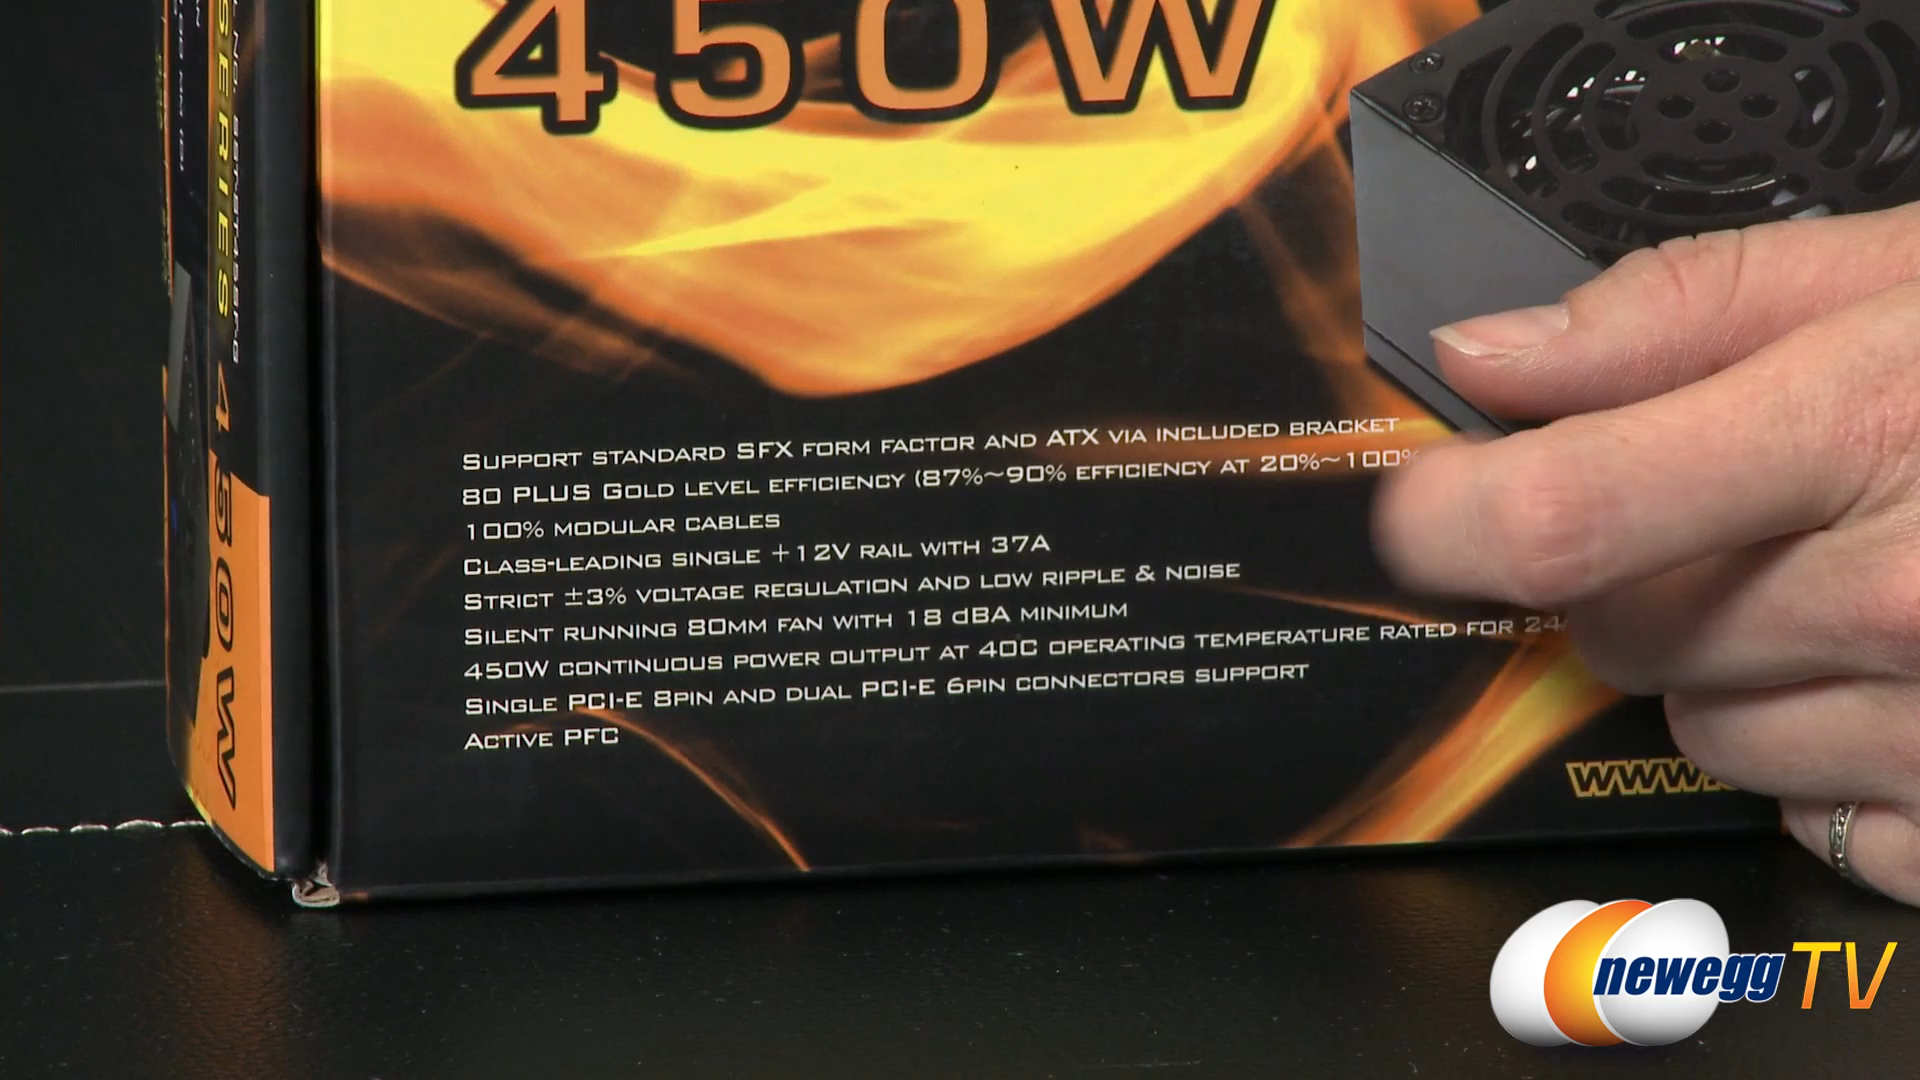 450W
SUPPORT STANDARD SFX FORM FACTOR AND ATX VIA INCLUDED BRACKET
80 PLUS GOLD LEVEL EFFICIENCY (87%~90% EFFICIENCY AT 20%~100%
100% MODULAR CABLES
CLASS-LEADING SINGLE +12V RAIL WITH 37A
STRICT ±3% VOLTAGE REGULATION AND LOW RIPPLE & NOISE
SILENT RUNNING 80MM FAN WITH 18 dBA MINIMUM
450W CONTINUOUS POWER OUTPUT AT 40C OPERATING TEMPERATURE RATED FOR 24/
SINGLE PCI-E 8PIN AND DUAL PCI-E 6PIN CONNECTORS SUPPORT
ACTIVE PFC
www.
SERIES 450W
newegg TV